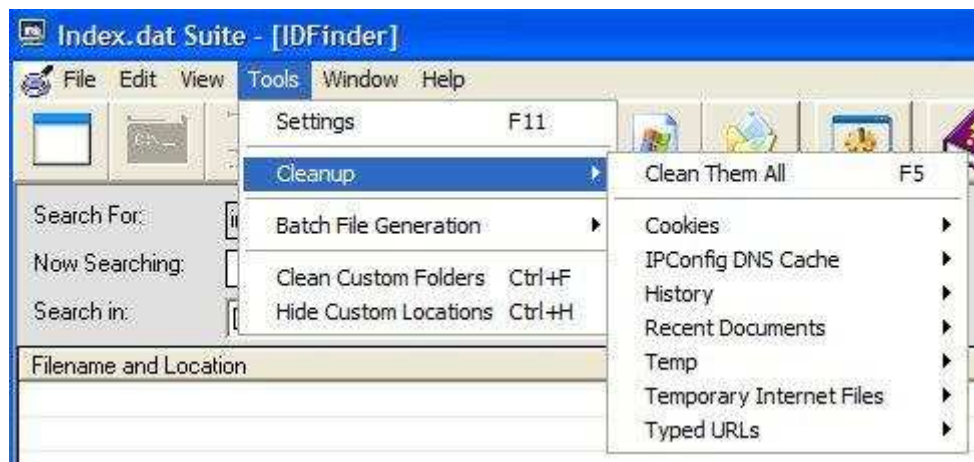 Index.dat Suite - [IDFinder]
File Edit View Tools Window Help
Settings F11
Cleanup
Batch File Generation
Clean Custom Folders Ctrl+F
Hide Custom Locations Ctrl+H
Clean Them All F5
Cookies
IPConfig DNS Cache
History
Recent Documents
Temp
Temporary Internet Files
Typed URLs
Search For:
Now Searching:
Search in:
Filename and Location